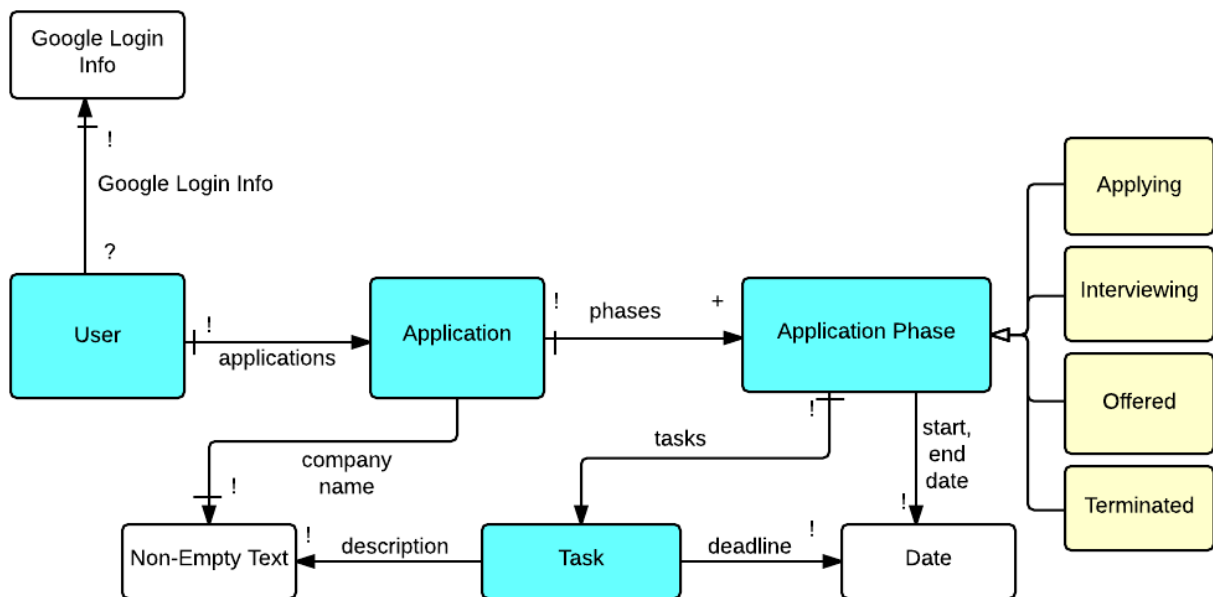 Google Login
Info
!
Google Login Info
?
User
!
applications
Application
!
phases
+
Application Phase
Applying
Interviewing
Offered
Terminated
company
name
!
tasks
!
start,
end
date
!
Non-Empty Text
!
description
Task
deadline
!
Date